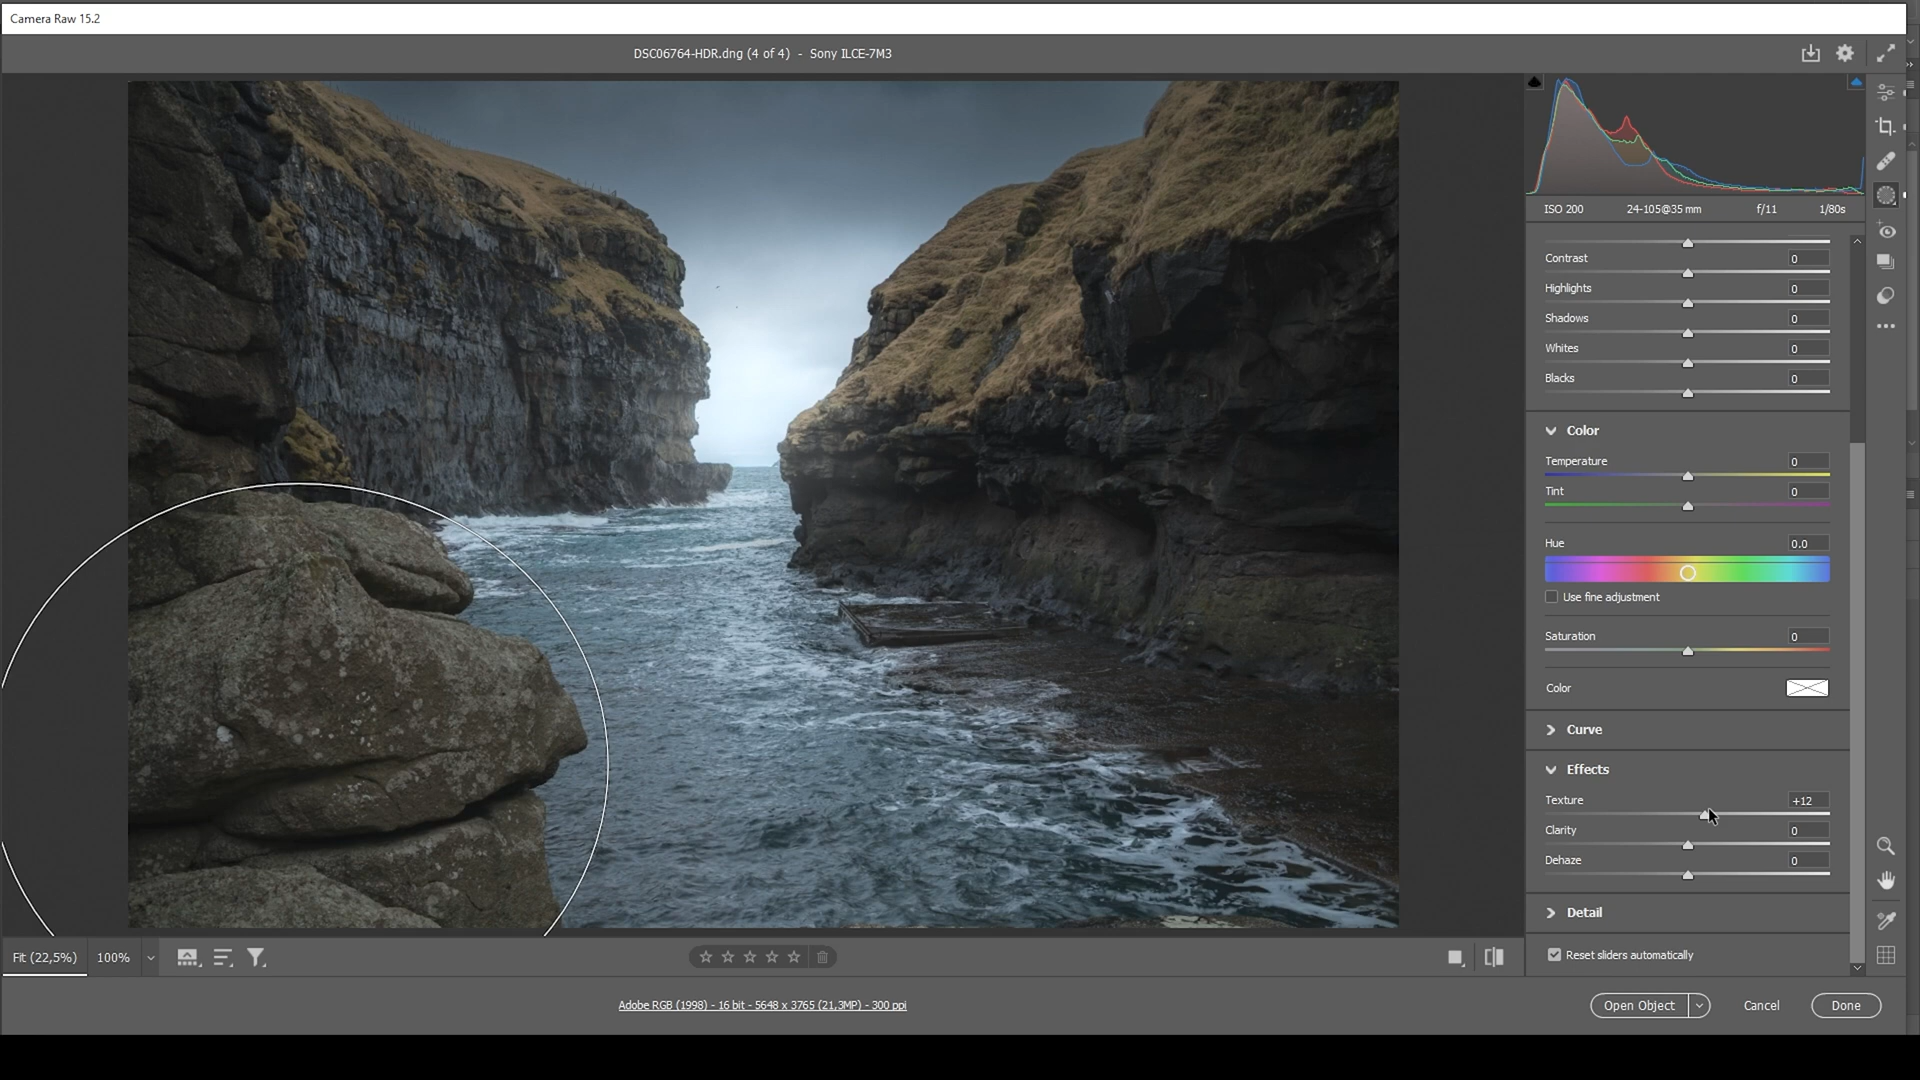 Camera Raw 15.2
DSC06764-HDR.dng (4 of 4) - Sony ILCE-7M3
ISO 200 24-105@35 mm f/11 1/80s
Contrast 0
Highlights 0
Shadows 0
Whites 0
Blacks 0
Color
Temperature 0
Tint 0
Hue 0.0
Use fine adjustment
Saturation 0
Color
Curve
Effects
Texture +12
Clarity 0
Dehaze 0
Detail
Reset sliders automatically
Fit (22,5%) 100%
Adobe RGB (1998) - 16 bit - 5648 x 3765 (21,3MP) - 300 ppi
Open Object Cancel Done